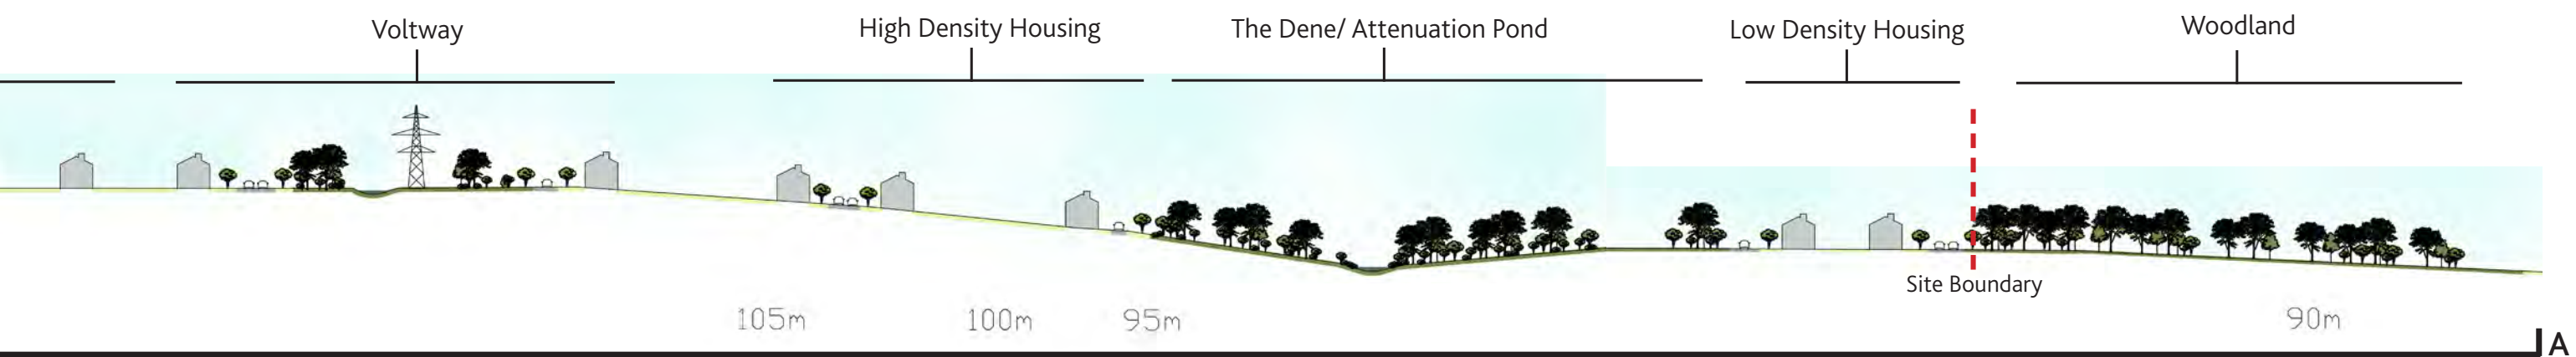 Voltway
High Density Housing
The Dene/ Attenuation Pond
Low Density Housing
Woodland
Site Boundary
105m
100m
95m
90m
A